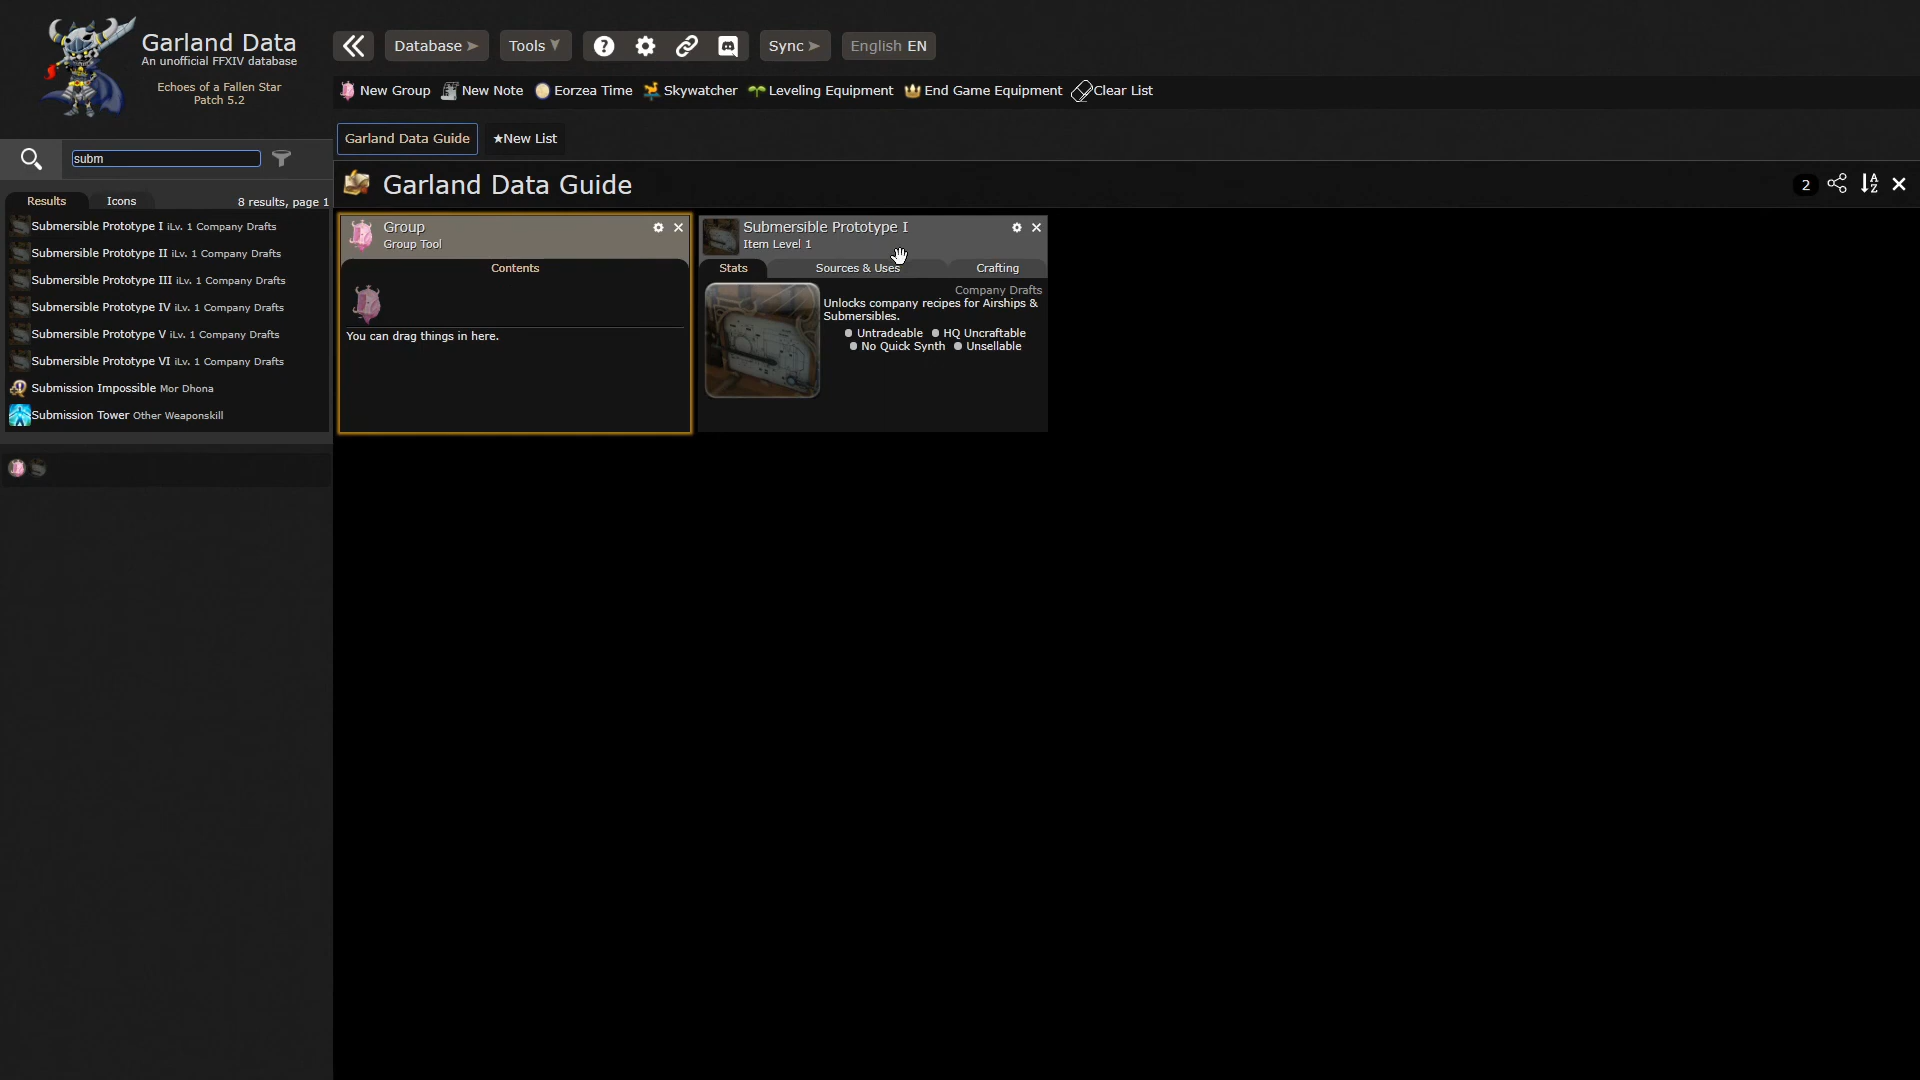 Garland Data
An unofficial FFXIV database
Echoes of a Fallen Star
Patch 5.2
Database ➤
Tools ▼
Sync ➤
English EN
New Group
New Note
Eorzea Time
Skywatcher
Leveling Equipment
End Game Equipment
Clear List
Garland Data Guide
★New List
subm
Garland Data Guide
2
Results
Icons
8 results, page 1
Submersible Prototype I iLv. 1 Company Drafts
Submersible Prototype II iLv. 1 Company Drafts
Submersible Prototype III iLv. 1 Company Drafts
Submersible Prototype IV iLv. 1 Company Drafts
Submersible Prototype V iLv. 1 Company Drafts
Submersible Prototype VI iLv. 1 Company Drafts
Submission Impossible Mor Dhona
Submission Tower Other Weaponskill
Group
Group Tool
Contents
You can drag things in here.
Submersible Prototype I
Item Level 1
Stats
Sources & Uses
Crafting
Company Drafts
Unlocks company recipes for Airships &
Submersibles.
Untradeable HQ Uncraftable
No Quick Synth Unsellable